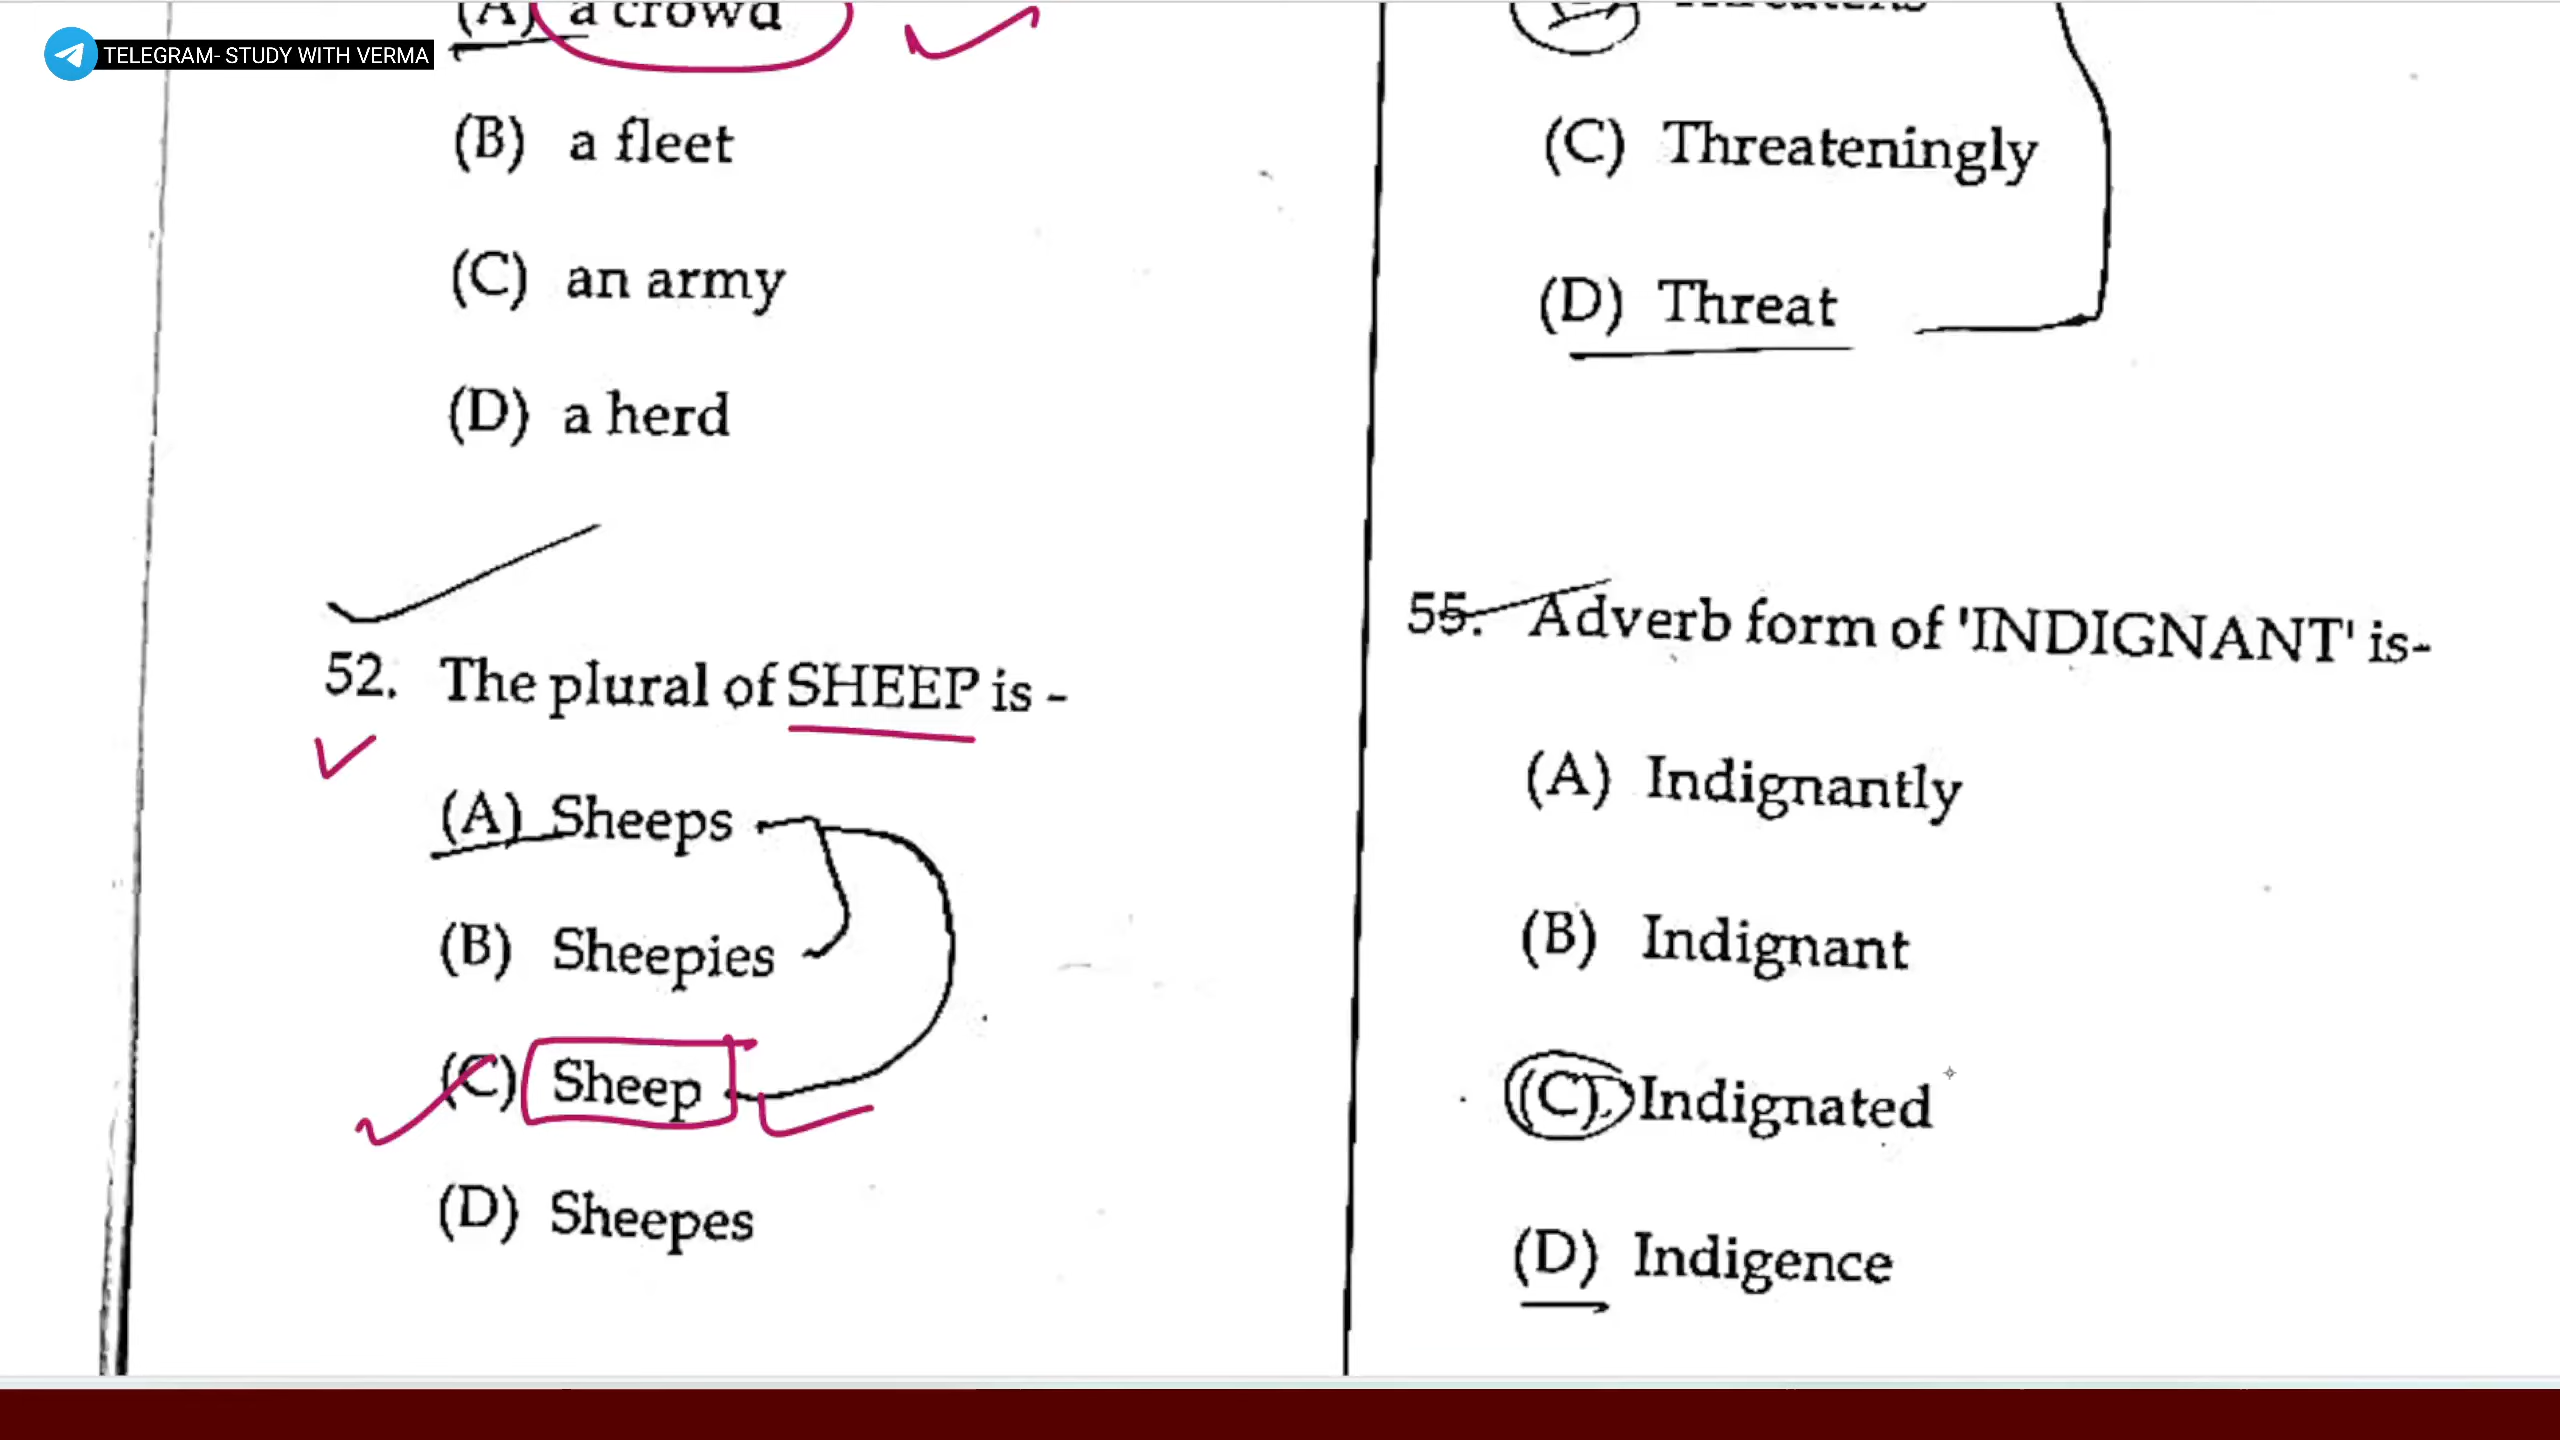 TELEGRAM- STUDY WITH VERMA
(A) a crowd
(B) a fleet
(C) an army
(D) a herd
52. The plural of SHEEP is -
(A) Sheeps
(B) Sheepies
(C) Sheep
(D) Sheepes
(C) Threateningly
(D) Threat
55. Adverb form of 'INDIGNANT' is-
(A) Indignantly
(B) Indignant
(C) Indignated
(D) Indigence